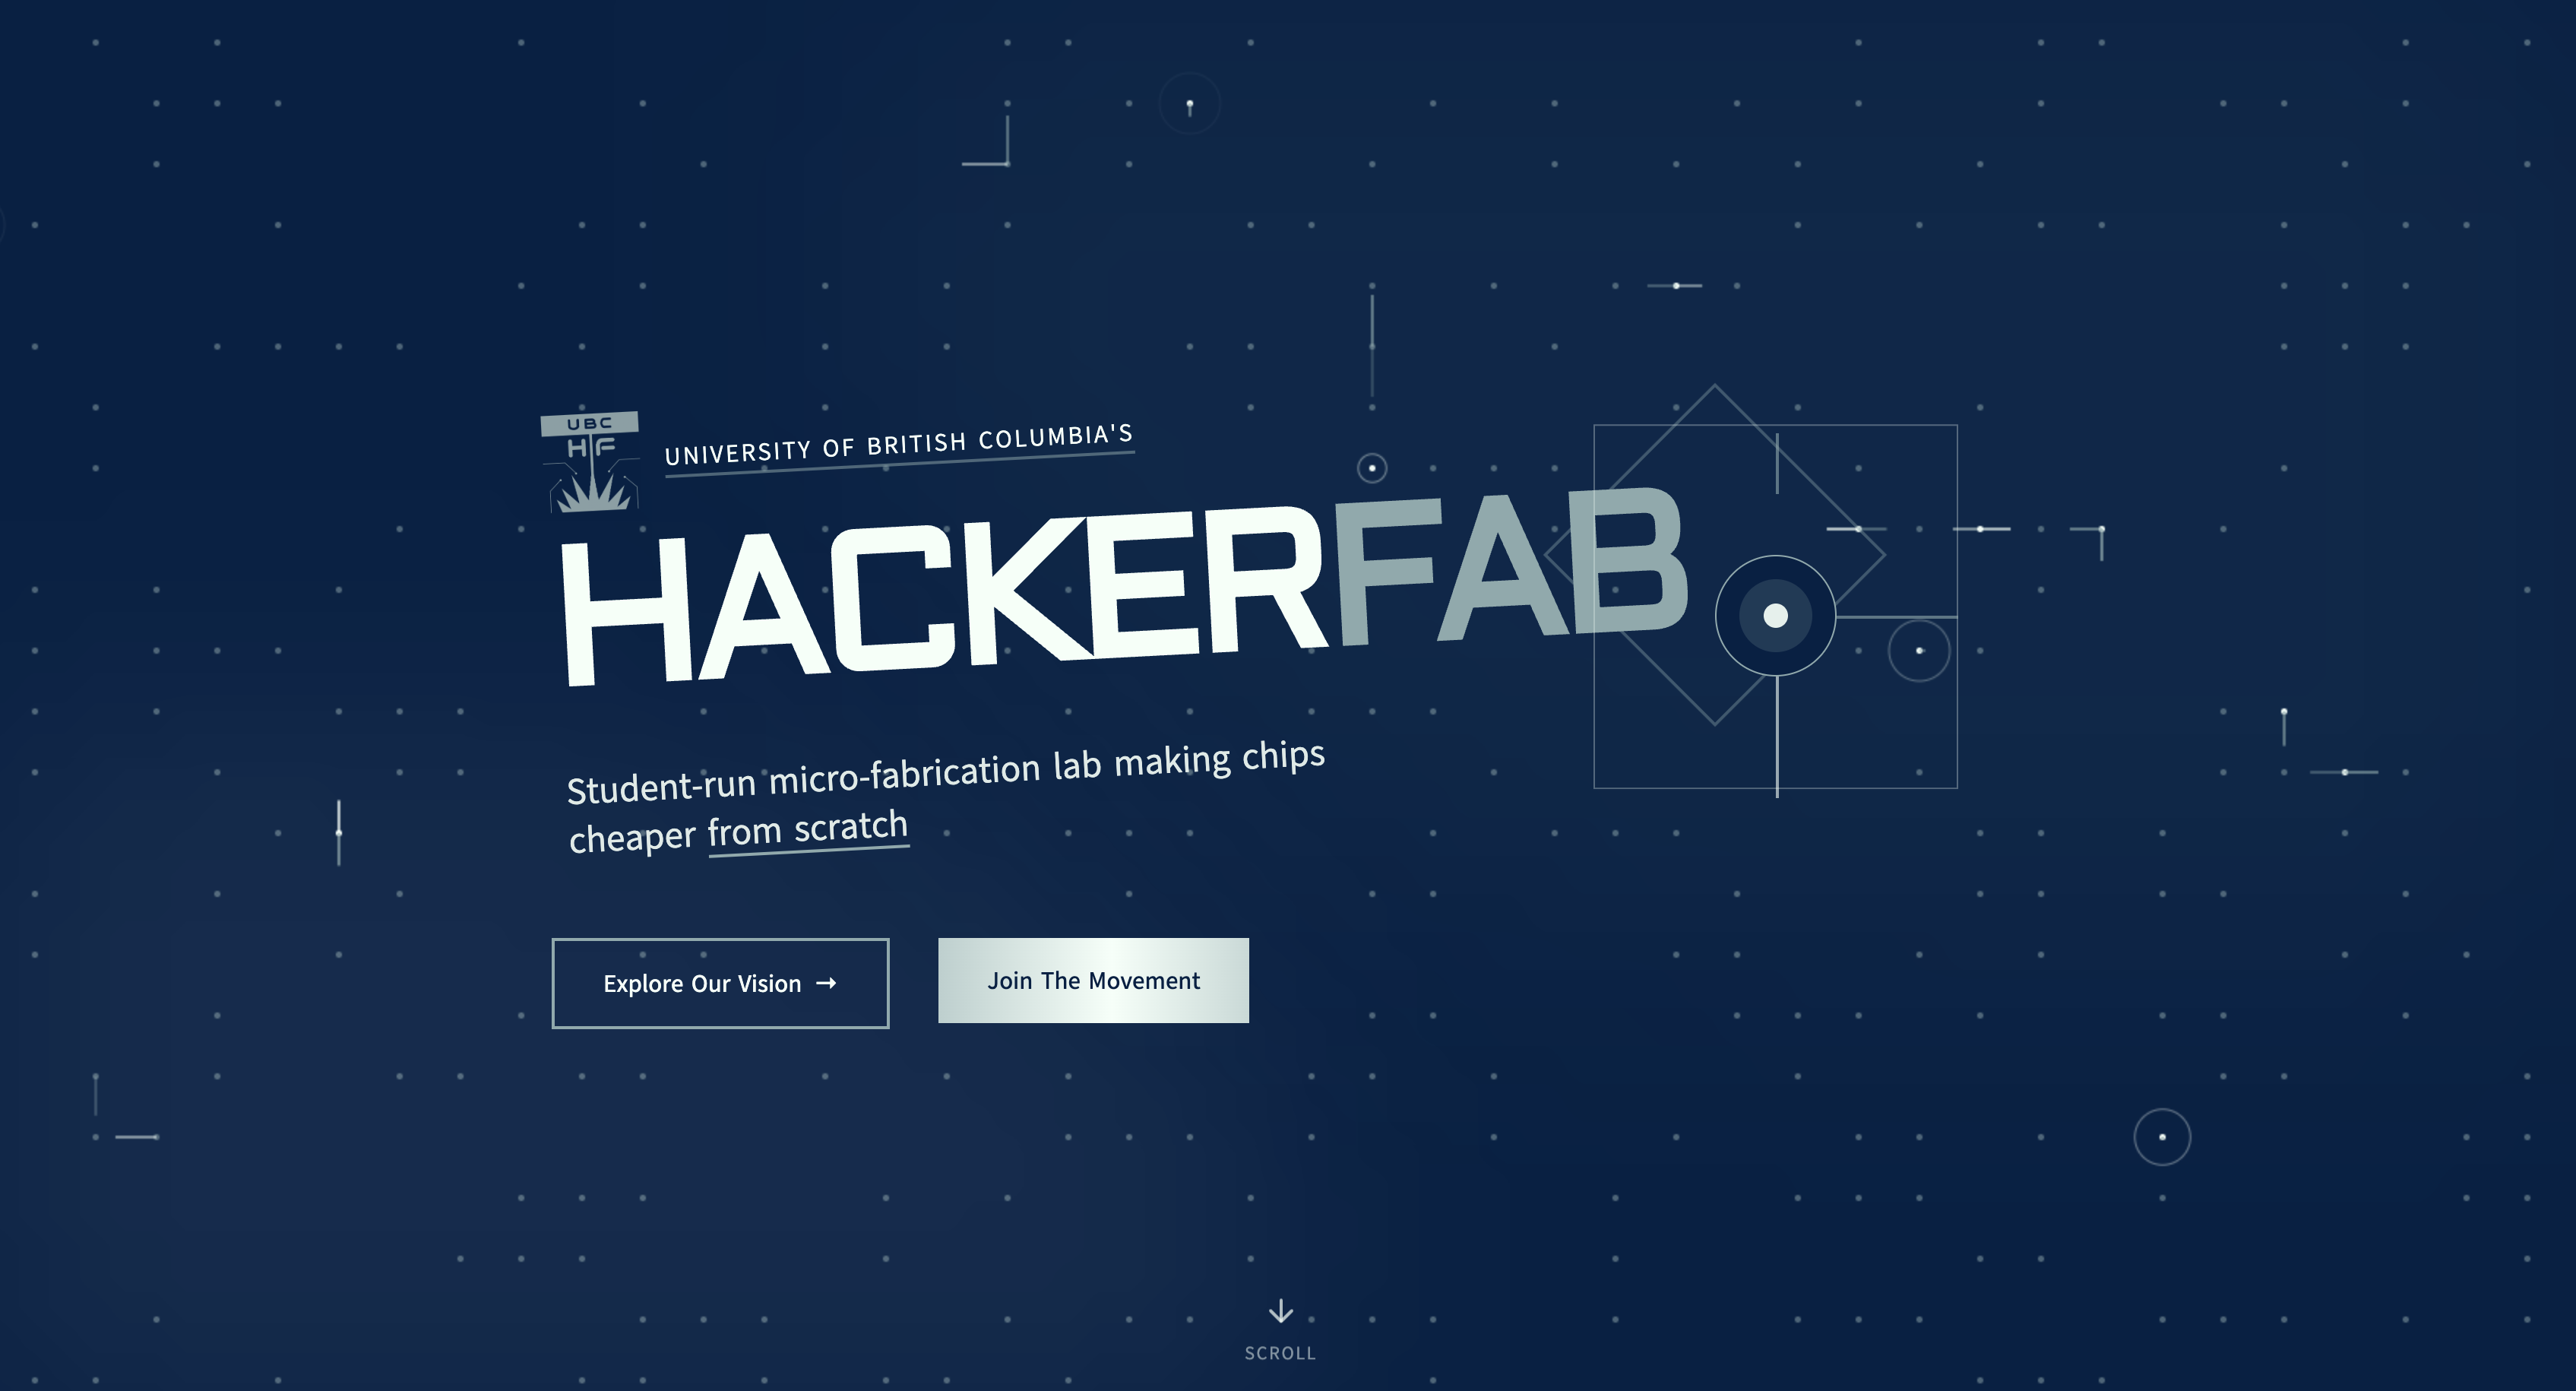 UBC
HF
UNIVERSITY OF BRITISH COLUMBIA'S
HACKERFAB
Student-run micro-fabrication lab making chips
cheaper from scratch
Explore Our Vision →
Join The Movement
SCROLL